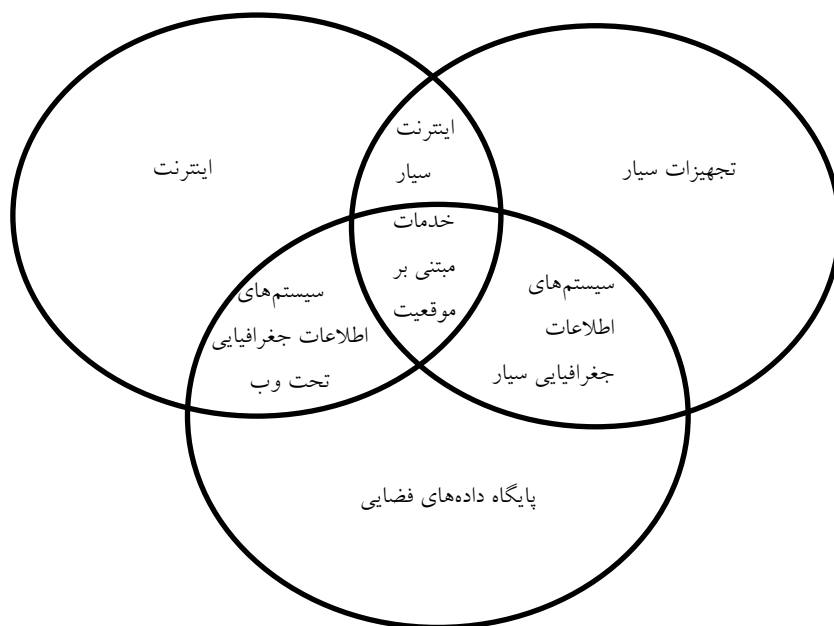 اینترنت
سیار
تجهیزات سیار
اینترنت
خدمات
مبتنی بر
موقعیت
سیستم‌های
اطلاعات
جغرافیایی سیار
سیستم‌های
اطلاعات جغرافیایی
تحت وب
پایگاه داده‌های فضایی